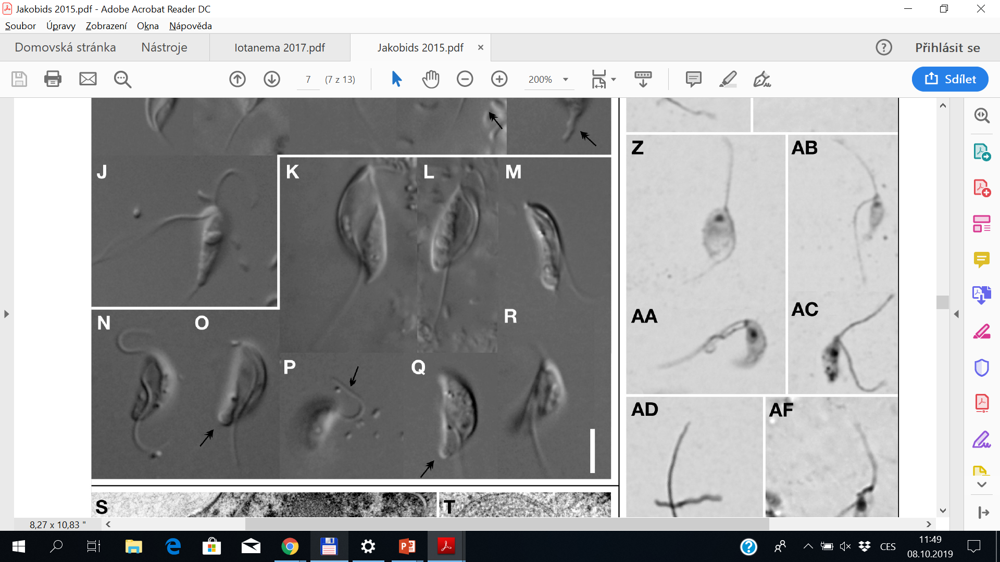 Jakobids 2015.pdf - Adobe Acrobat Reader DC
Soubor Úpravy Zobrazení Okna Nápověda
Domovská stránka Nástroje Iotanema 2017.pdf Jakobids 2015.pdf × Přihlásit se
7 (7 z 13) 200% Sdílet
J K L M
N O P Q R
S T
Z AB
AA AC
AD AF
8,27 x 10,83 "
CES
11:49
08.10.2019